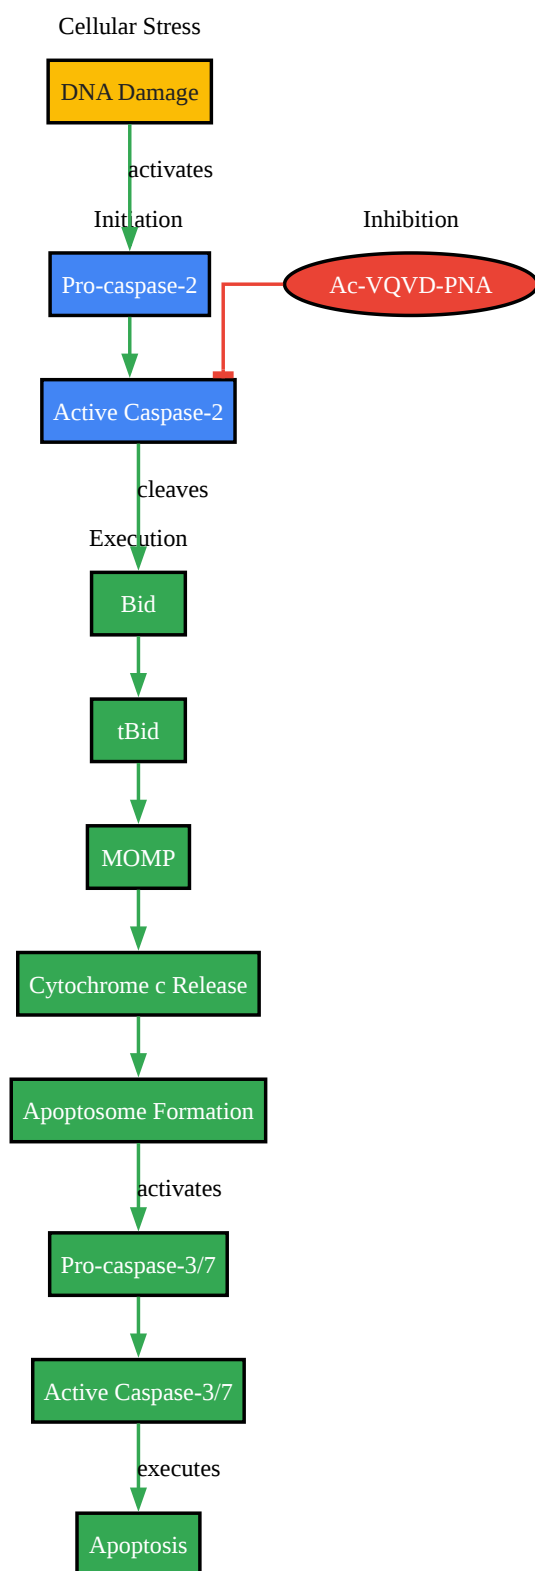 Cellular Stress
DNA Damage
activates
Initiation
Inhibition
Pro-caspase-2
Ac-VQVD-PNA
Active Caspase-2
cleaves
Execution
Bid
tBid
MOMP
Cytochrome c Release
Apoptosome Formation
activates
Pro-caspase-3/7
Active Caspase-3/7
executes
Apoptosis